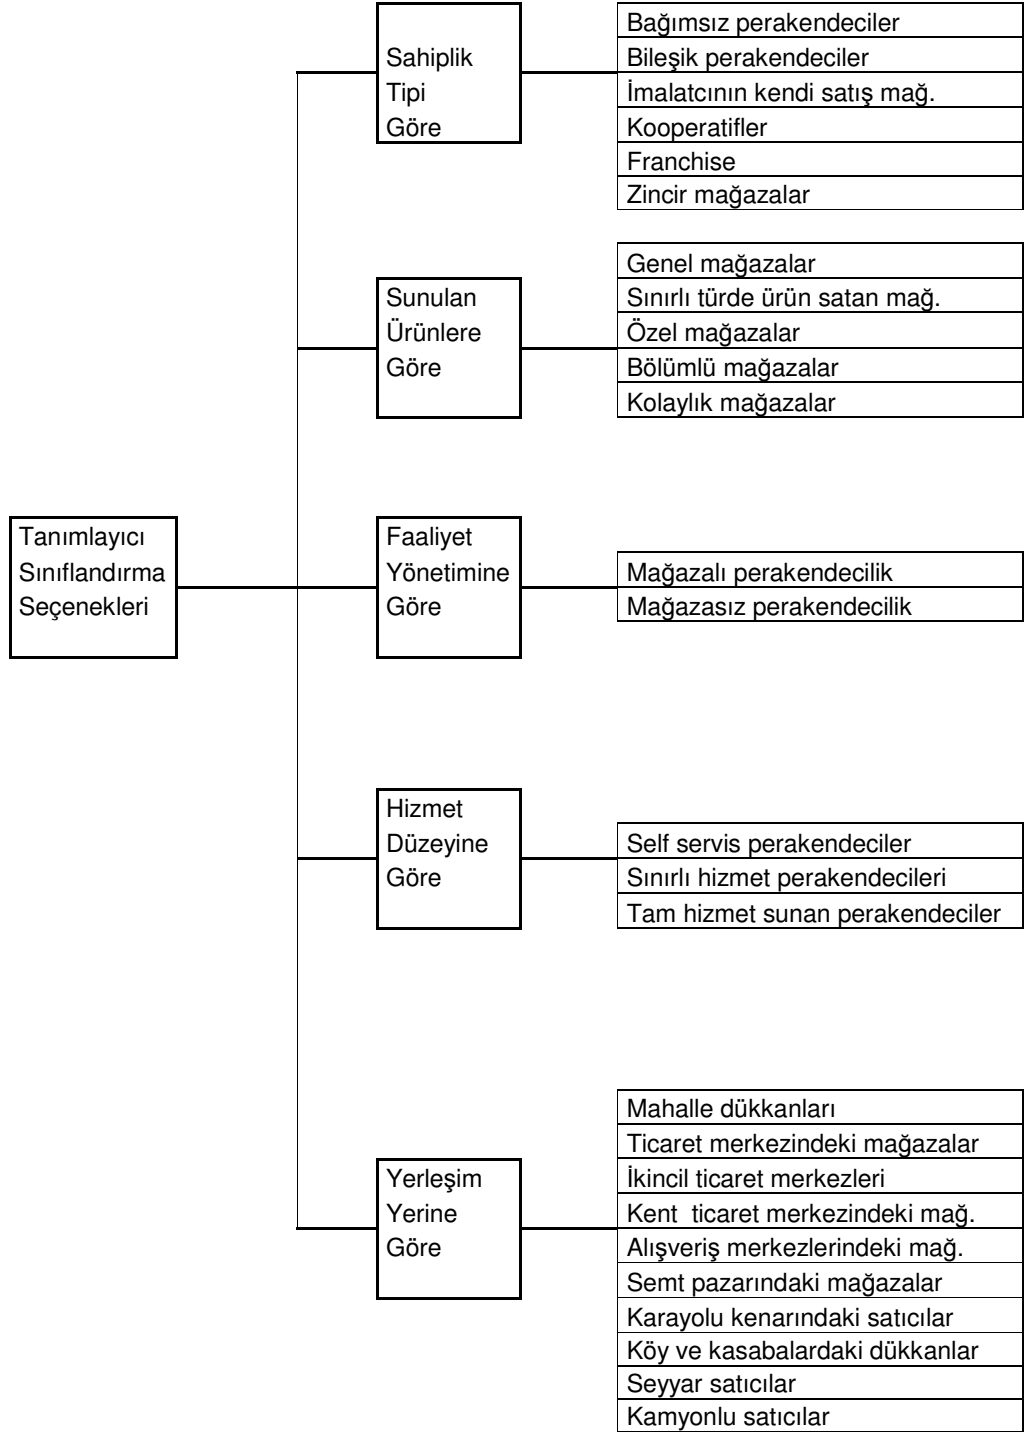 Sahiplik
Tipi
Göre
Bağımsız perakendeciler
Bileşik perakendeciler
İmalatcının kendi satış mağ.
Kooperatifler
Franchise
Zincir mağazalar
Sunulan
Ürünlere
Göre
Genel mağazalar
Sınırlı türde ürün satan mağ.
Özel mağazalar
Bölümlü mağazalar
Kolaylık mağazalar
Tanımlayıcı
Sınıflandırma
Seçenekleri
Faaliyet
Yönetimine
Göre
Mağazalı perakendecilik
Mağazasız perakendecilik
Hizmet
Düzeyine
Göre
Self servis perakendeciler
Sınırlı hizmet perakendecileri
Tam hizmet sunan perakendeciler
Yerleşim
Yerine
Göre
Mahalle dükkanları
Ticaret merkezindeki mağazalar
İkincil ticaret merkezleri
Kent  ticaret merkezindeki mağ.
Alışveriş merkezlerindeki mağ.
Semt pazarındaki mağazalar
Karayolu kenarındaki satıcılar
Köy ve kasabalardaki dükkanlar
Seyyar satıcılar
Kamyonlu satıcılar